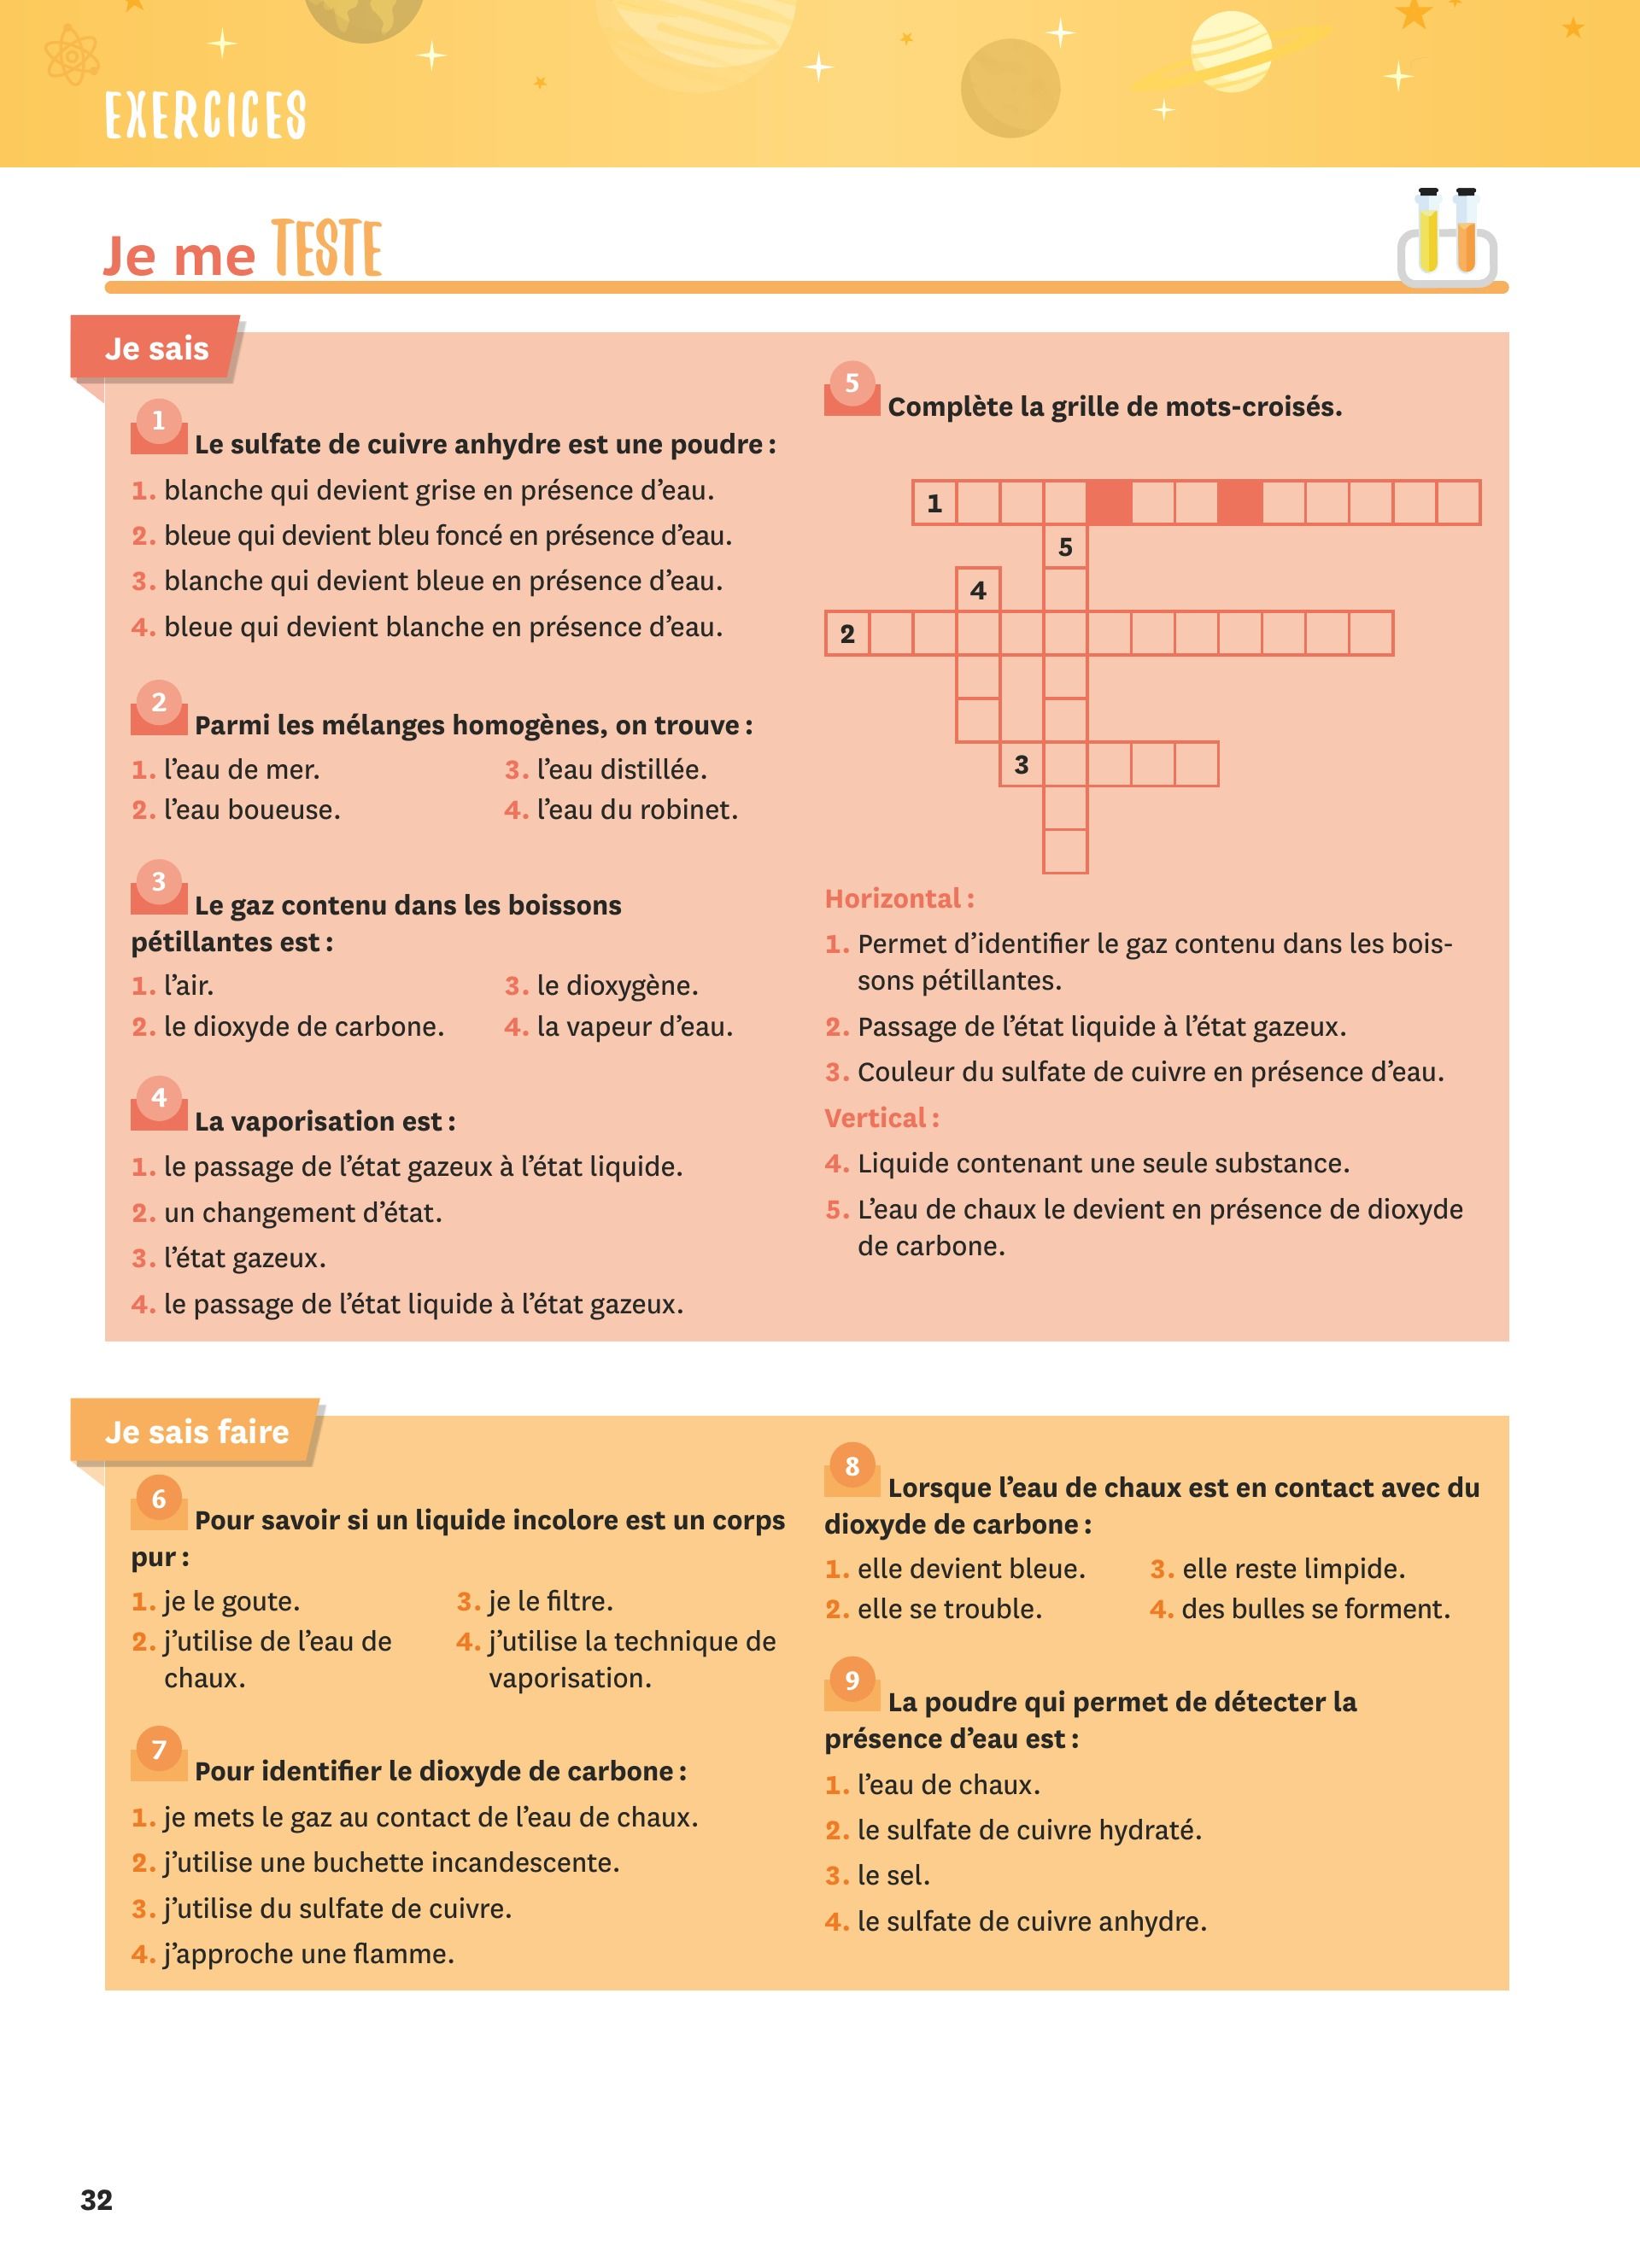 EXERCICES
Je me TESTE
Je sais
1
Le sulfate de cuivre anhydre est une poudre :
1. blanche qui devient grise en présence d’eau.
2. bleue qui devient bleu foncé en présence d’eau.
3. blanche qui devient bleue en présence d’eau.
4. bleue qui devient blanche en présence d’eau.
2
Parmi les mélanges homogènes, on trouve :
1. l’eau de mer.
2. l’eau boueuse.
3. l’eau distillée.
4. l’eau du robinet.
3
Le gaz contenu dans les boissons
pétillantes est :
1. l’air.
2. le dioxyde de carbone.
3. le dioxygène.
4. la vapeur d’eau.
4
La vaporisation est :
1. le passage de l’état gazeux à l’état liquide.
2. un changement d’état.
3. l’état gazeux.
4. le passage de l’état liquide à l’état gazeux.
5
Complète la grille de mots-croisés.
1
5
4
2
3
Horizontal :
1. Permet d’identifier le gaz contenu dans les bois-
sons pétillantes.
2. Passage de l’état liquide à l’état gazeux.
3. Couleur du sulfate de cuivre en présence d’eau.
Vertical :
4. Liquide contenant une seule substance.
5. L’eau de chaux le devient en présence de dioxyde
de carbone.
Je sais faire
6
Pour savoir si un liquide incolore est un corps
pur :
1. je le goute.
2. j’utilise de l’eau de
chaux.
3. je le filtre.
4. j’utilise la technique de
vaporisation.
7
Pour identifier le dioxyde de carbone :
1. je mets le gaz au contact de l’eau de chaux.
2. j’utilise une buchette incandescente.
3. j’utilise du sulfate de cuivre.
4. j’approche une flamme.
8
Lorsque l’eau de chaux est en contact avec du
dioxyde de carbone :
1. elle devient bleue.
2. elle se trouble.
3. elle reste limpide.
4. des bulles se forment.
9
La poudre qui permet de détecter la
présence d’eau est :
1. l’eau de chaux.
2. le sulfate de cuivre hydraté.
3. le sel.
4. le sulfate de cuivre anhydre.
32